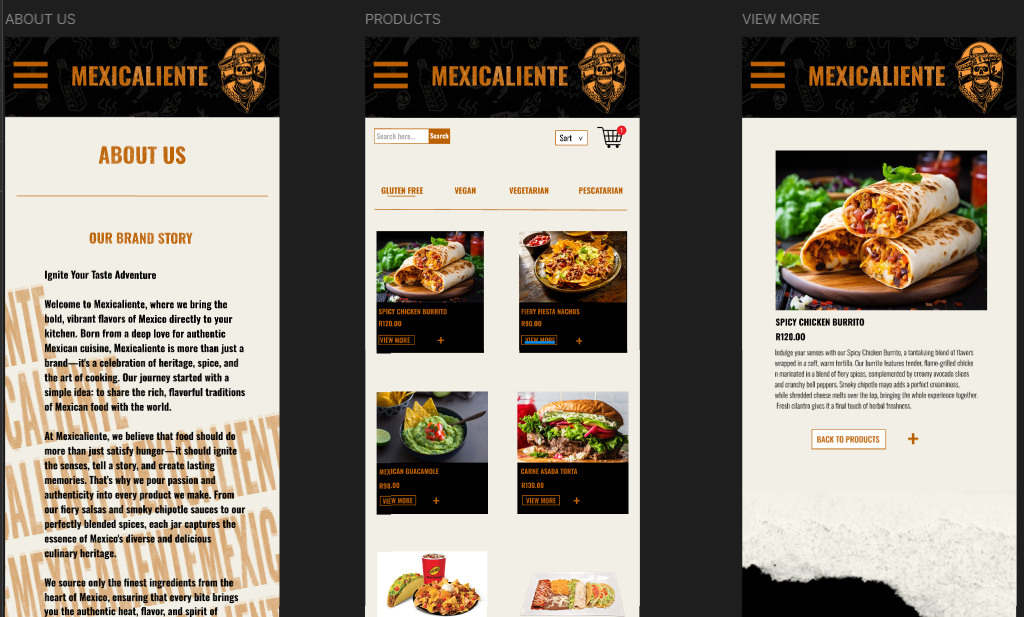 ABOUT US
PRODUCTS
VIEW MORE
MEXICALIENTE
ABOUT US
OUR BRAND STORY
Ignite Your Taste Adventure
Welcome to Mexicaliente, where we bring the
bold, vibrant flavors of Mexico directly to your
kitchen. Born from a deep love for authentic
Mexican cuisine, Mexicaliente is more than just a
brand—it's a celebration of heritage, spice, and
the art of cooking. Our journey started with a
simple idea: to share the rich, flavorful traditions
of Mexican food with the world.
At Mexicaliente, we believe that food should do
more than just satisfy hunger—it should ignite
the senses, tell a story, and create lasting
memories. That's why we pour passion and
authenticity into every product we make. From
our fiery salsas and smoky chipotle sauces to our
perfectly blended spices, each jar captures the
essence of Mexico's diverse and delicious
culinary heritage.
We source only the finest ingredients from the
heart of Mexico, ensuring that every bite brings
you the authentic heat, flavor, and spirit of
MEXICALIENTE
Search here... Search
Sort v
1
GLUTEN FREE VEGAN VEGETARIAN PESCATARIAN
SPICY CHICKEN BURRITO
R120.00
VIEW MORE +
FIERY FIESTA NACHOS
R90.00
VIEW MORE +
MEXICAN GUACAMOLE
R90.00
VIEW MORE +
CARNE ASADA TORTA
R130.00
VIEW MORE +
MEXICALIENTE
SPICY CHICKEN BURRITO
R120.00
Indulge your senses with our Spicy Chicken Burrito, a tantalizing blend of flavors
wrapped in a soft, warm tortilla. Our burrito features tender, flame-grilled chicke
n marinated in a blend of fiery spices, complemented by creamy avocado slices
and crunchy bell peppers. Smoky chipotle mayo adds a perfect creaminess,
while shredded cheese melts over the top, bringing the whole experience together.
Fresh cilantro gives it a final touch of herbal freshness.
BACK TO PRODUCTS +